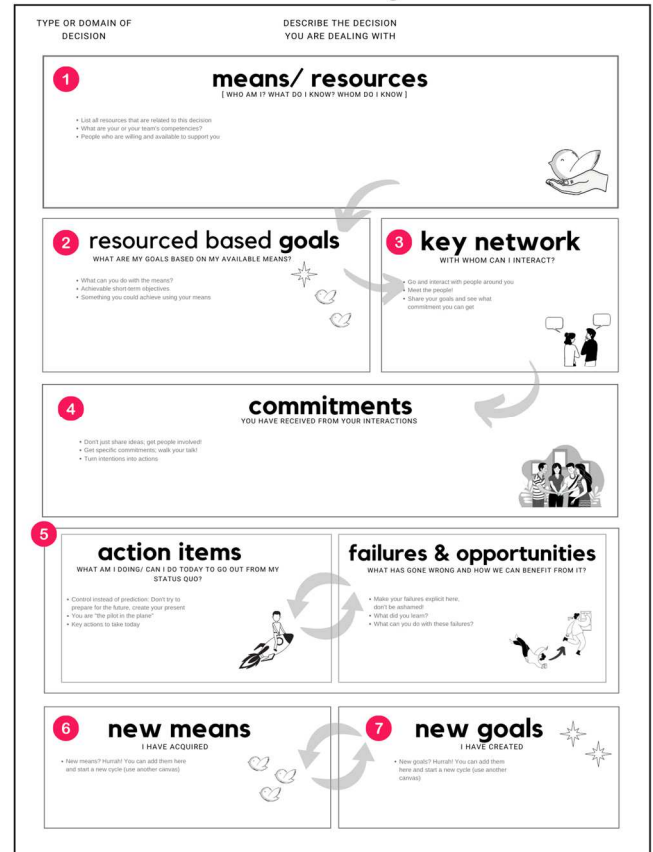 TYPE OR DOMAIN OF
DECISION
DESCRIBE THE DECISION
YOU ARE DEALING WITH
1
means/ resources
[ WHO AM I? WHAT DO I KNOW? WHOM DO I KNOW ]
• List all resources that are related to this decision
• What are your or your team's competencies?
• People who are willing and available to support you
2
resourced based goals
WHAT ARE MY GOALS BASED ON MY AVAILABLE MEANS?
• What can you do with the means?
• Achievable short-term objectives
• Something you could achieve using your means
3
key network
WITH WHOM CAN I INTERACT?
• Go and interact with people around you
• Meet the people!
• Share your goals and see what
commitment you can get
4
commitments
YOU HAVE RECEIVED FROM YOUR INTERACTIONS
• Don't just share ideas; get people involved!
• Get specific commitments; walk your talk!
• Turn intentions into actions
5
action items
WHAT AM I DOING/ CAN I DO TODAY TO GO OUT FROM MY
STATUS QUO?
• Control instead of prediction: Don't try to
prepare for the future, create your present
• You are "the pilot in the plane"
• Key actions to take today
failures & opportunities
WHAT HAS GONE WRONG AND HOW WE CAN BENEFIT FROM IT?
• Make your failures explicit here,
don't be ashamed!
• What did you learn?
• What can you do with these failures?
6
new means
I HAVE ACQUIRED
• New means? Hurrah! You can add them here
and start a new cycle (use another canvas)
7
new goals
I HAVE CREATED
• New goals? Hurrah! You can add them
here and start a new cycle (use another
canvas)